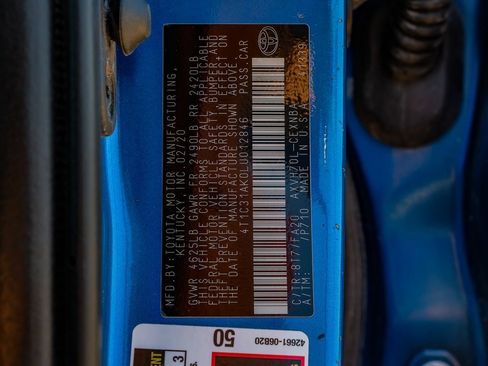 MFD.BY:TOYOTA MOTOR MANUFACTURING,
KENTUCKY, INC 02/20
GVWR 4625LB GAWR-FR 2490LB RR 2420LB
THIS VEHICLE CONFORMS TO ALL APPLICABLE
FEDERAL MOTOR VEHICLE SAFETY, BUMPER, AND
THEFT PREVENTION STANDARDS IN EFFECT ON
THE DATE OF MANUFACTURE SHOWN ABOVE.
4T1C31AK0LU012846 PASS.CAR
C/TR:8T7 /FA20 AXVH70L-CEXNBA
A/TM: /P710 MADE IN U.S.A.
42661-06B20
50
3